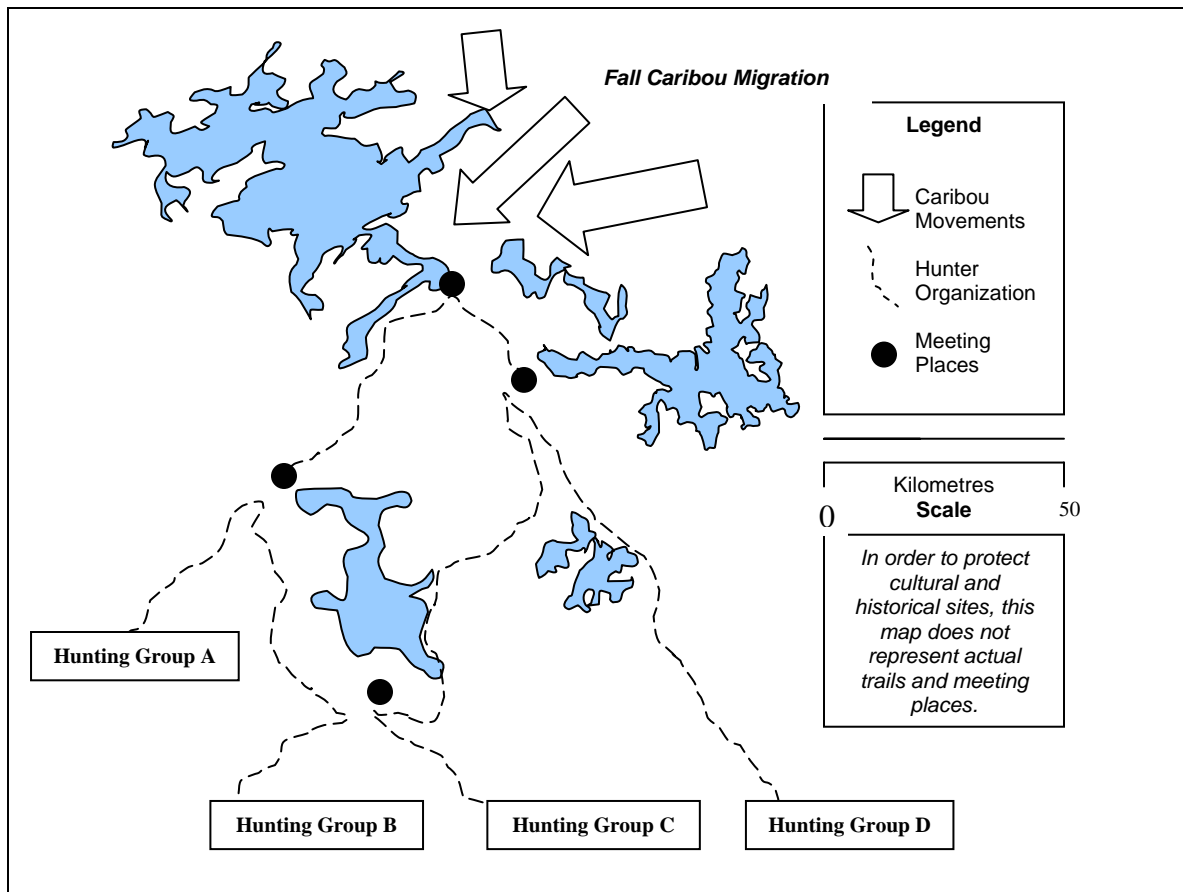 Fall Caribou Migration
Legend
Caribou
Movements
Hunter
Organization
Meeting
Places
Kilometres
Scale
0
50
In order to protect
cultural and
historical sites, this
map does not
represent actual
trails and meeting
places.
Hunting Group A
Hunting Group B
Hunting Group C
Hunting Group D